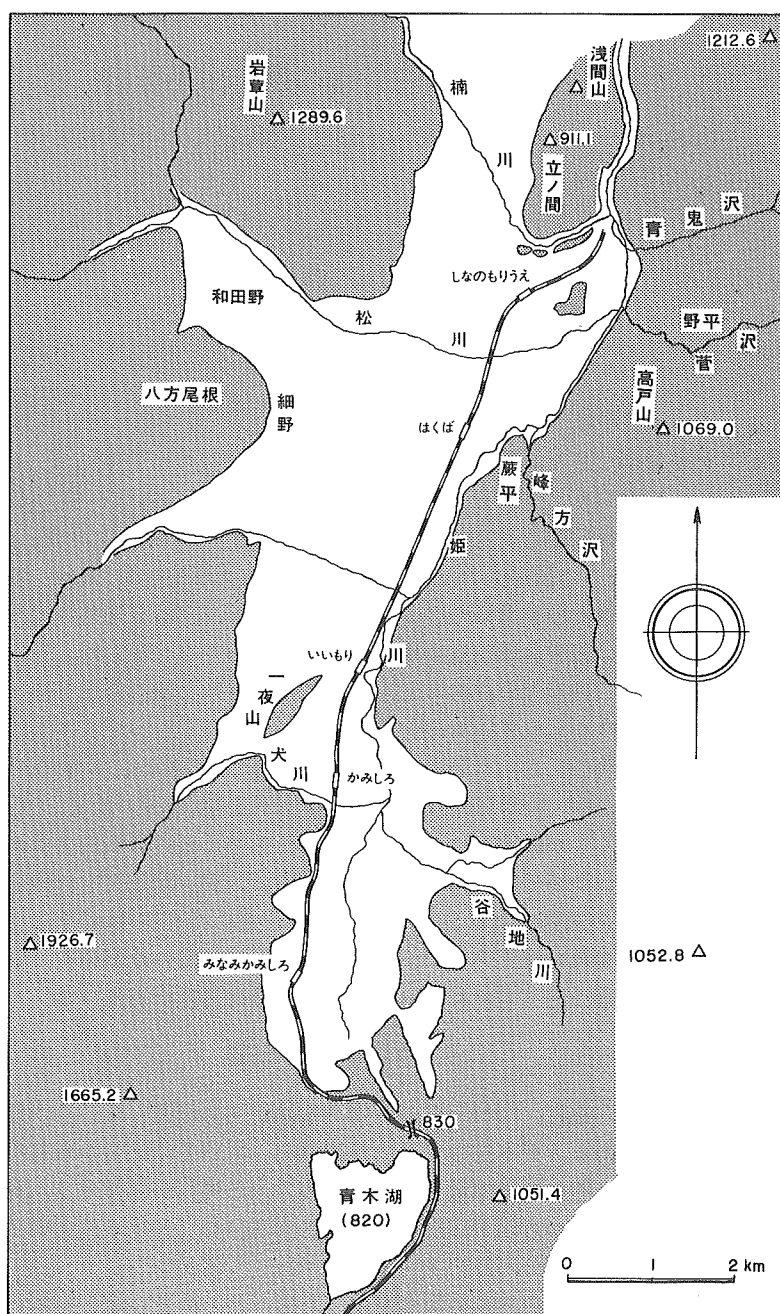 1212.6
浅間山
岩蕈山
1289.6
楠川
911.1
立ノ間
青鬼沢
しなのもりうえ
和田野
松川
野平
菅沢
八方尾根
細野
高戸山
1069.0
はくば
蕨平
峰方沢
姫川
いいもり
一夜山
犬川
かみしろ
谷地川
1926.7
みなみかみしろ
1052.8
1665.2
830
青木湖
(820)
1051.4
0 1 2 km